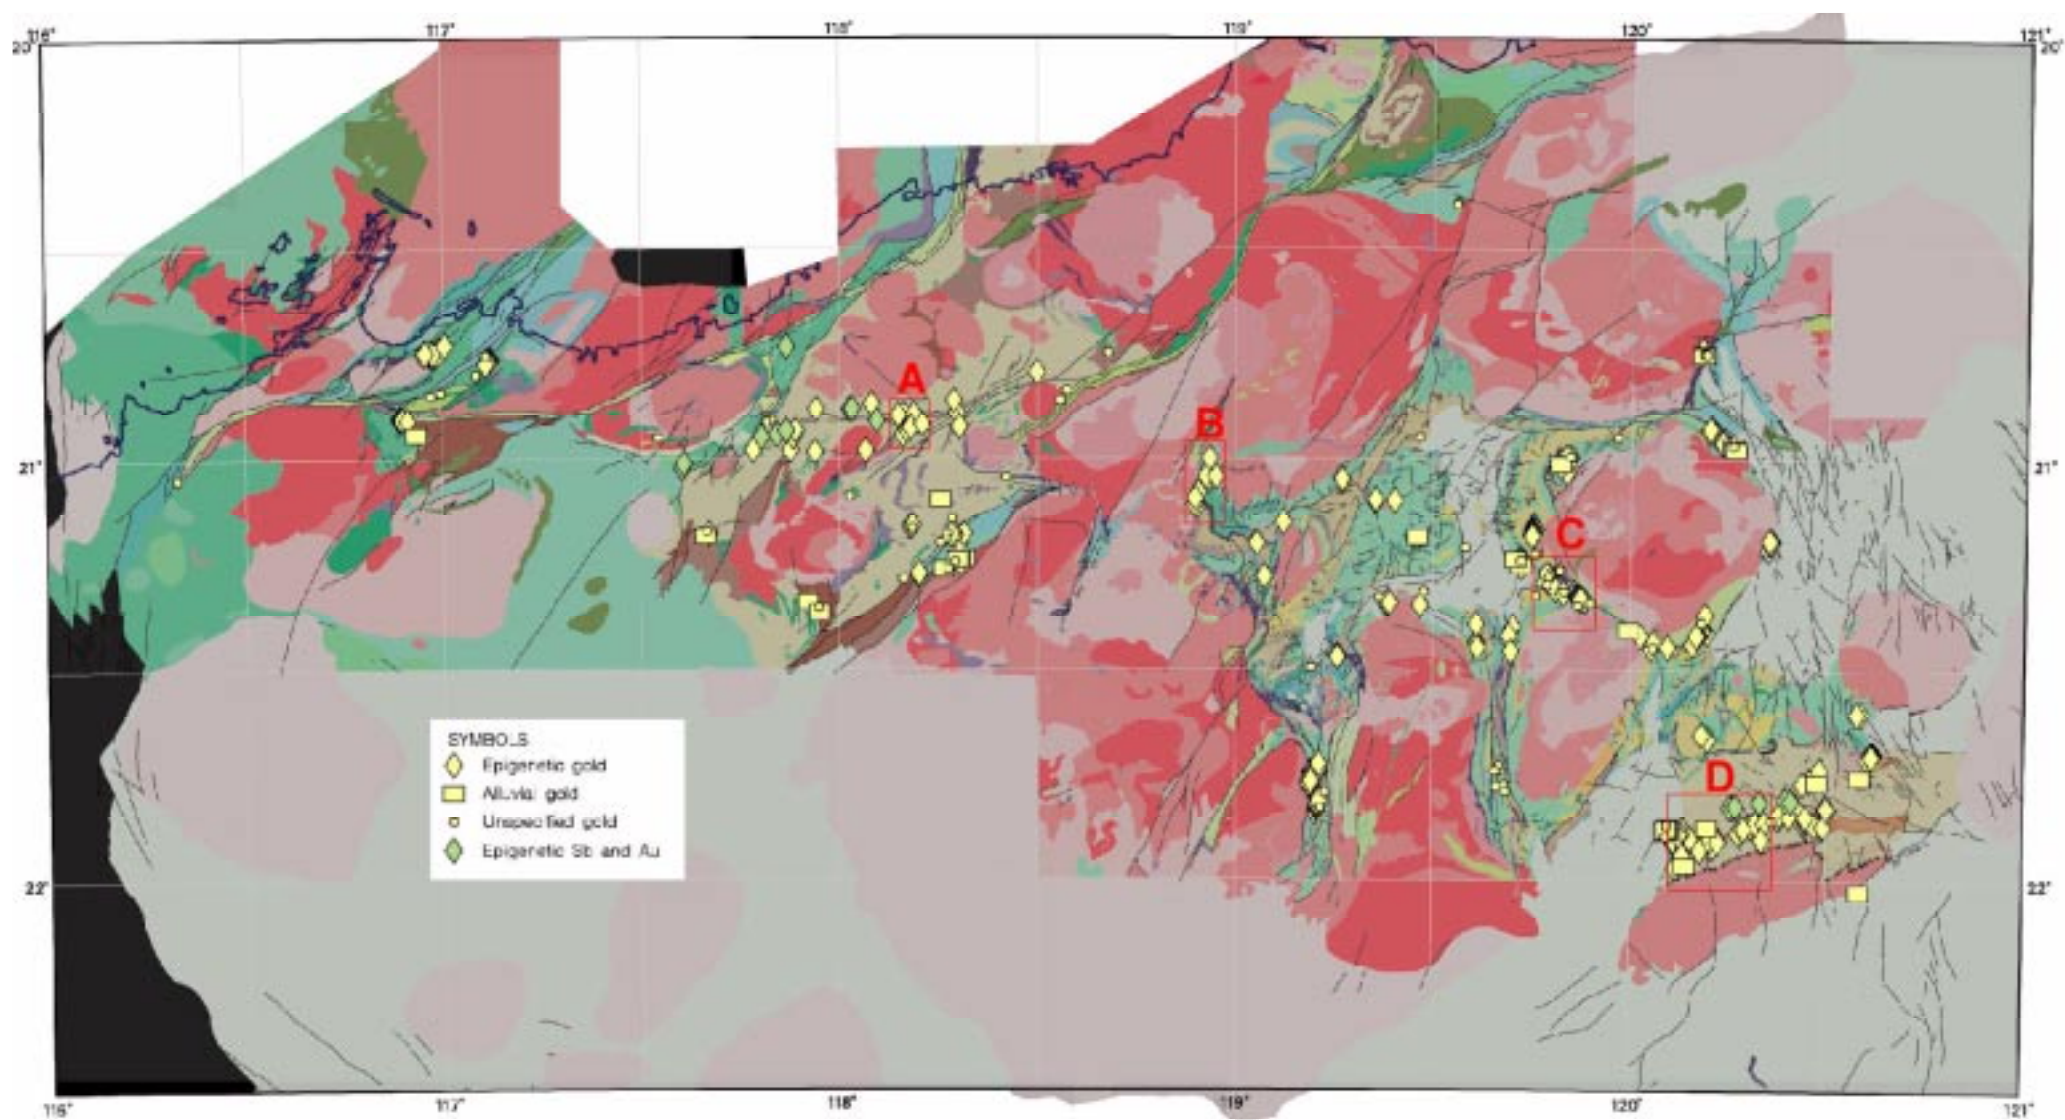 116° 117° 118° 119° 120° 121°
20° 20°
A
B
21° 21°
C
SYMBOLS
Epigenetic gold
D
Alluvial gold
Unspecified gold
Epigenetic Sb and Au
22° 22°
116° 117° 118° 119° 120° 121°